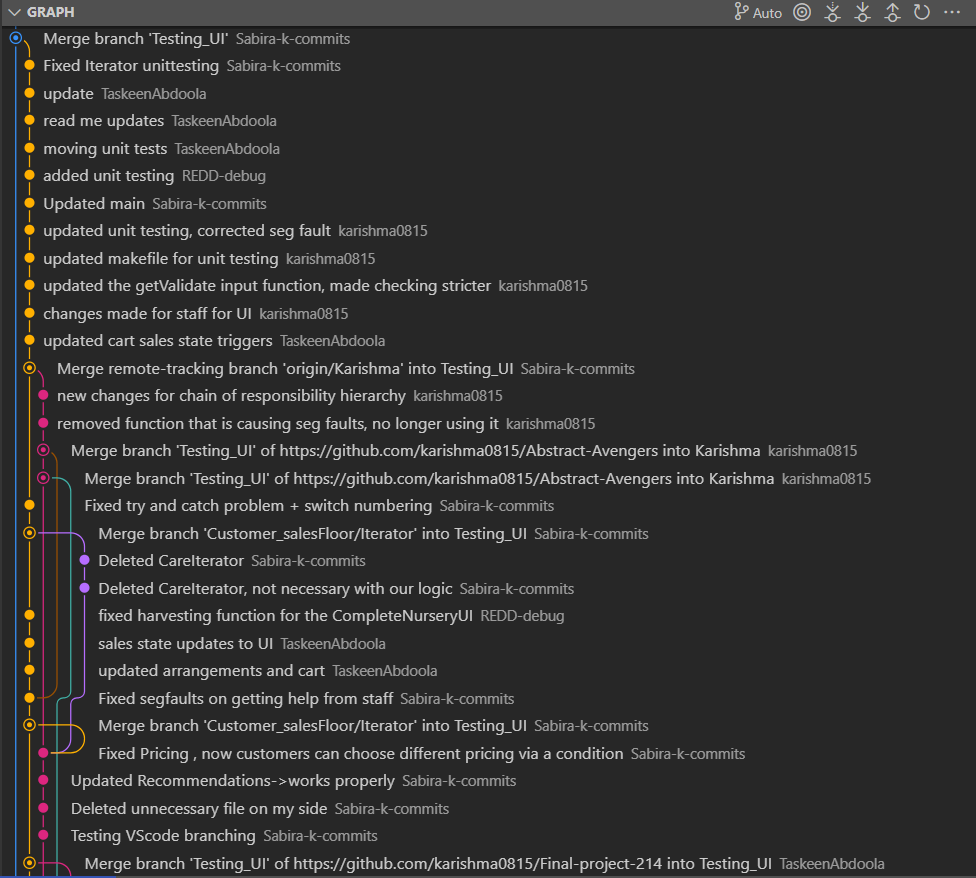 GRAPH Auto
Merge branch 'Testing_UI' Sabira-k-commits
Fixed Iterator unittesting Sabira-k-commits
update TaskeenAbdoola
read me updates TaskeenAbdoola
moving unit tests TaskeenAbdoola
added unit testing REDD-debug
Updated main Sabira-k-commits
updated unit testing, corrected seg fault karishma0815
updated makefile for unit testing karishma0815
updated the getValidate input function, made checking stricter karishma0815
changes made for staff for UI karishma0815
updated cart sales state triggers TaskeenAbdoola
Merge remote-tracking branch 'origin/Karishma' into Testing_UI Sabira-k-commits
new changes for chain of responsibility hierarchy karishma0815
removed function that is causing seg faults, no longer using it karishma0815
Merge branch 'Testing_UI' of https://github.com/karishma0815/Abstract-Avengers into Karishma karishma0815
Merge branch 'Testing_UI' of https://github.com/karishma0815/Abstract-Avengers into Karishma karishma0815
Fixed try and catch problem + switch numbering Sabira-k-commits
Merge branch 'Customer_salesFloor/Iterator' into Testing_UI Sabira-k-commits
Deleted CareIterator Sabira-k-commits
Deleted CareIterator, not necessary with our logic Sabira-k-commits
fixed harvesting function for the CompleteNurseryUI REDD-debug
sales state updates to UI TaskeenAbdoola
updated arrangements and cart TaskeenAbdoola
Fixed segfaults on getting help from staff Sabira-k-commits
Merge branch 'Customer_salesFloor/Iterator' into Testing_UI Sabira-k-commits
Fixed Pricing , now customers can choose different pricing via a condition Sabira-k-commits
Updated Recommendations->works properly Sabira-k-commits
Deleted unnecessary file on my side Sabira-k-commits
Testing VScode branching Sabira-k-commits
Merge branch 'Testing_UI' of https://github.com/karishma0815/Final-project-214 into Testing_UI TaskeenAbdoola